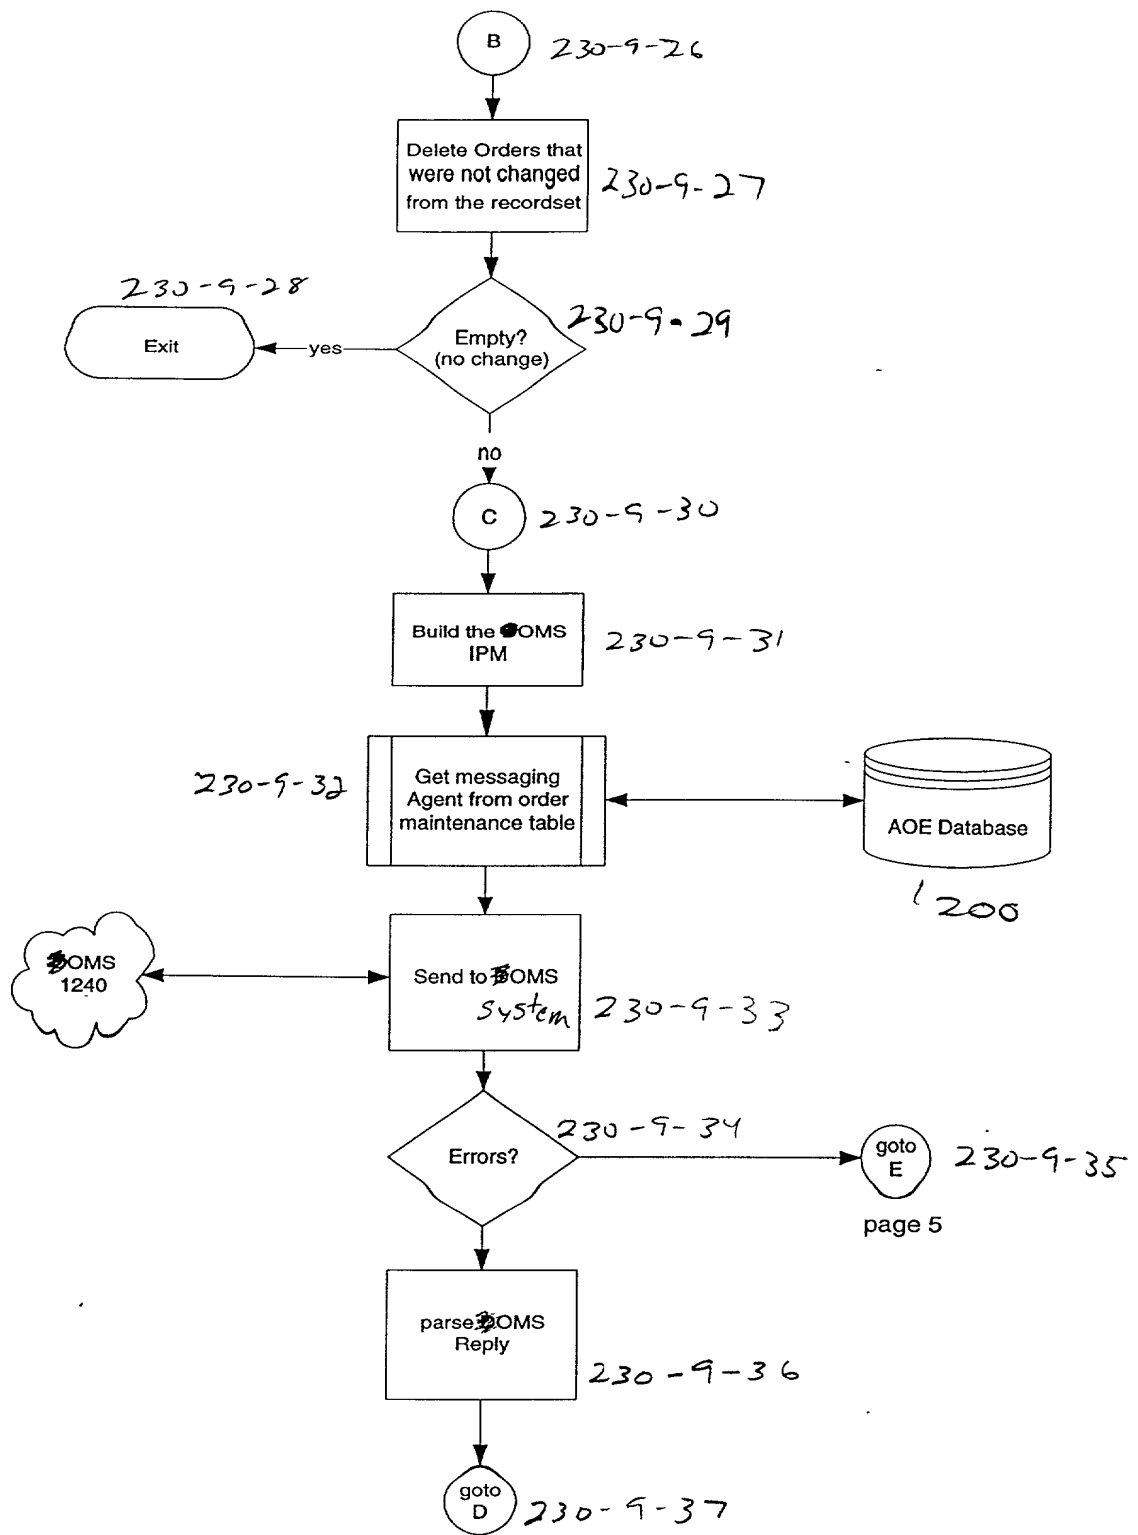 B
230-9-26
Delete Orders that
were not changed
from the recordset
230-9-27
230-9-28
Exit
yes
Empty?
(no change)
230-9-29
no
C
230-9-30
Build the OMS
IPM
230-9-31
230-9-32
Get messaging
Agent from order
maintenance table
AOE Database
1200
OMS
1240
Send to OMS
system
230-9-33
Errors?
230-9-34
goto
E
230-9-35
page 5
parse OMS
Reply
230-9-36
goto
D
230-9-37